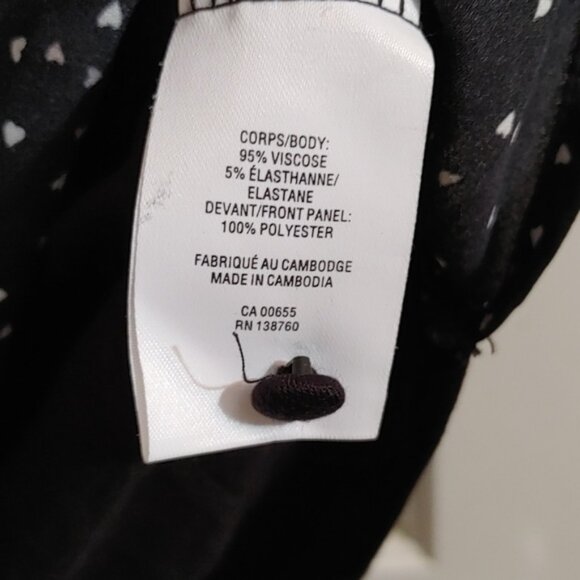 CORPS/BODY:
95% VISCOSE
5% ÉLASTHANNE/
ELASTANE
DEVANT/FRONT PANEL:
100% POLYESTER
FABRIQUÉ AU CAMBODGE
MADE IN CAMBODIA
CA 00655
RN 138760